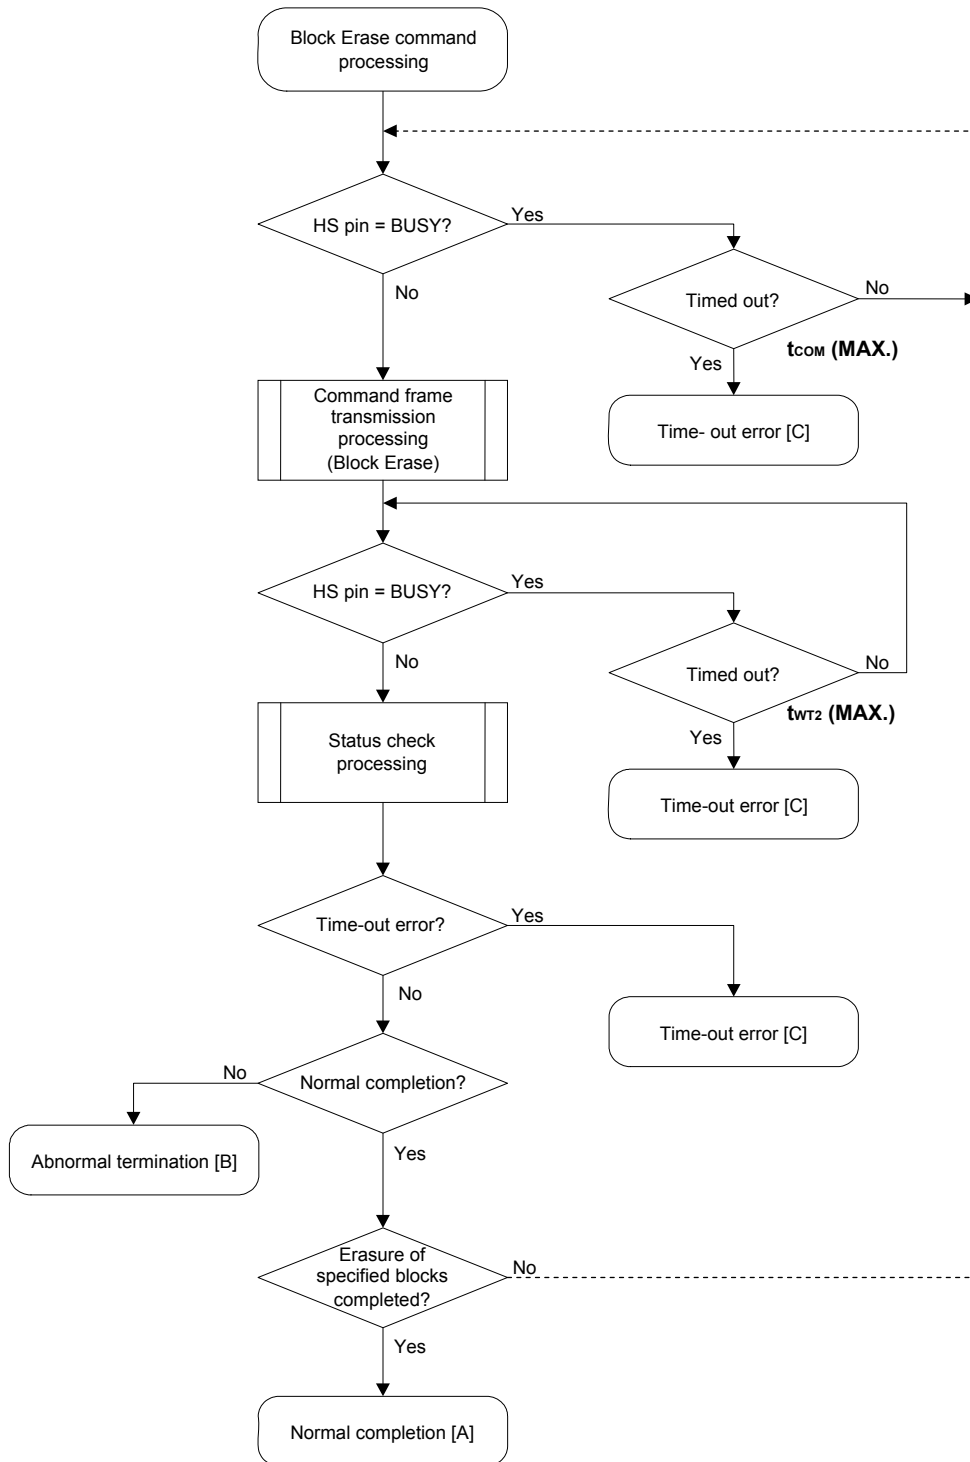 Block Erase command
processing
HS pin = BUSY?
Yes
No
Timed out?
No
tCOM (MAX.)
Yes
Time- out error [C]
Command frame
transmission
processing
(Block Erase)
HS pin = BUSY?
Yes
No
Timed out?
No
tWT2 (MAX.)
Yes
Time-out error [C]
Status check
processing
Time-out error?
Yes
No
Time-out error [C]
Normal completion?
No
Abnormal termination [B]
Yes
Erasure of
specified blocks
completed?
No
Yes
Normal completion [A]